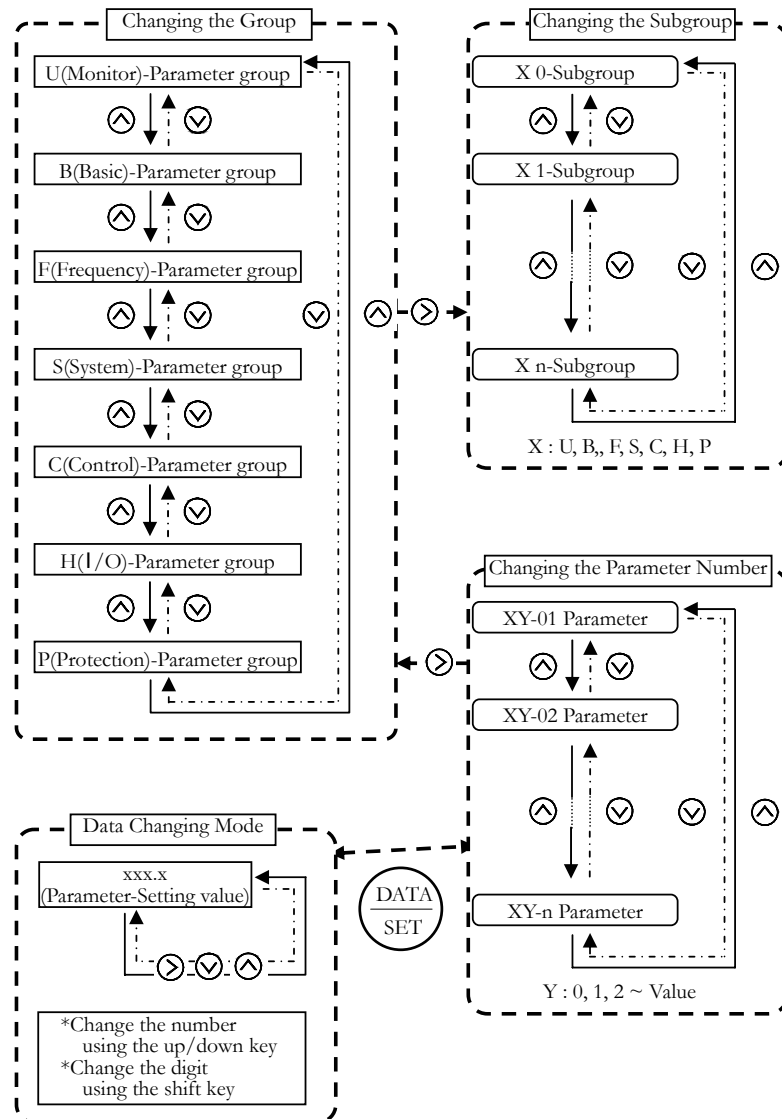 Changing the Group
U(Monitor)-Parameter group
B(Basic)-Parameter group
F(Frequency)-Parameter group
S(System)-Parameter group
C(Control)-Parameter group
H(I/O)-Parameter group
P(Protection)-Parameter group
Changing the Subgroup
X 0-Subgroup
X 1-Subgroup
X n-Subgroup
X : U, B,, F, S, C, H, P
Changing the Parameter Number
XY-01 Parameter
XY-02 Parameter
XY-n Parameter
Y : 0, 1, 2 ~ Value
DATA
SET
Data Changing Mode
xxx.x
(Parameter-Setting value)
*Change the number
using the up/down key
*Change the digit
using the shift key